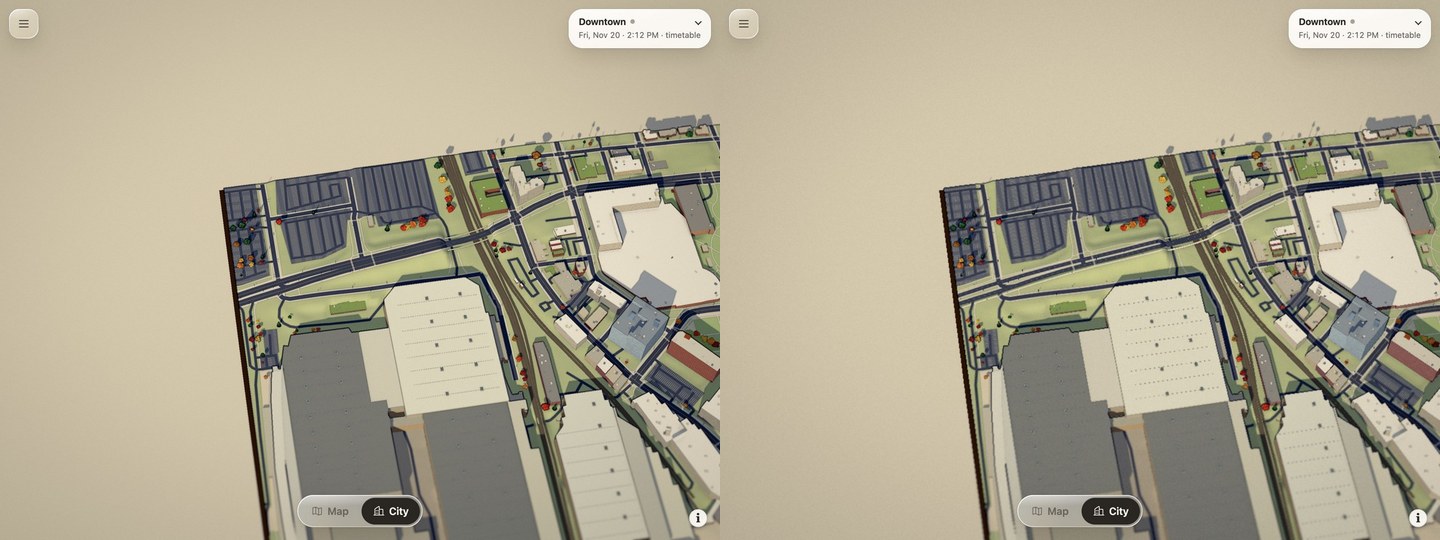 Downtown
Fri, Nov 20 · 2:12 PM · timetable
Map
City
i
Downtown
Fri, Nov 20 · 2:12 PM · timetable
Map
City
i